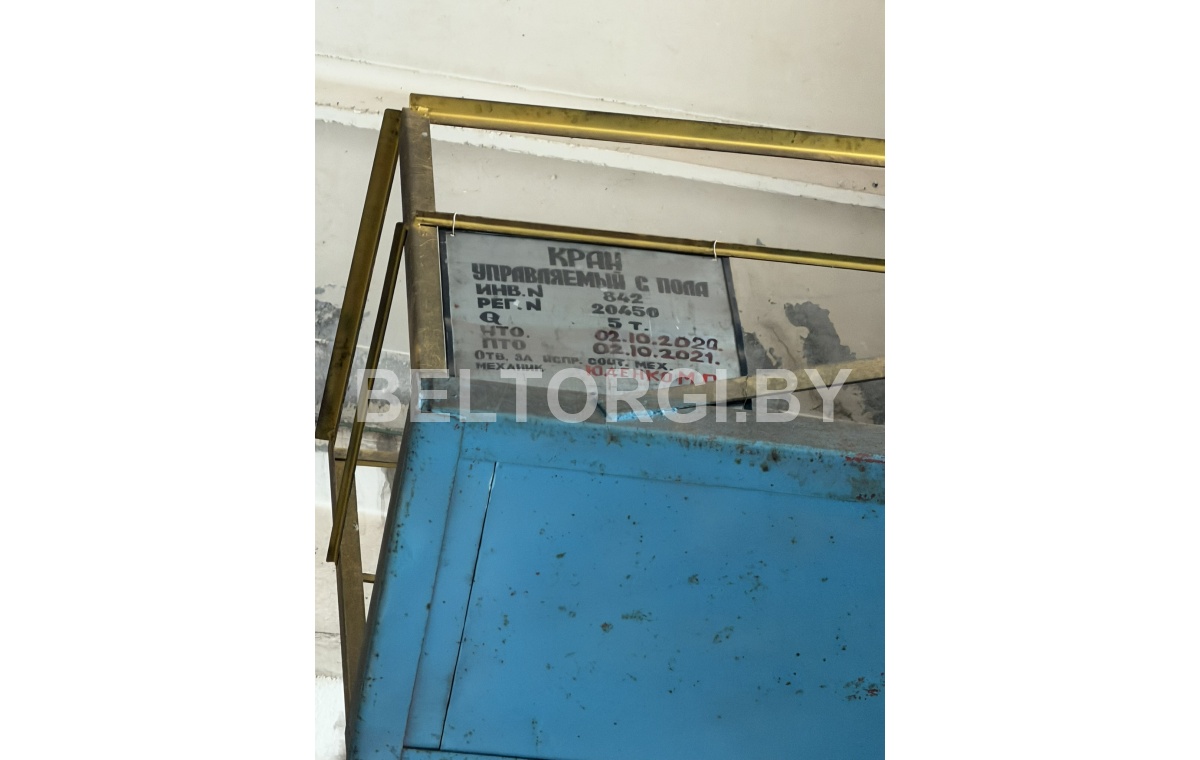 КРАН
УПРАВЛЯЕМЫЙ С ПОЛА
ИНВ.N 842
РЕГ.N 20450
Q 5 т.
ЧТО. 02.10.2020.
ПТО 02.10.2021.
ОТВ. ЗА ИСПР. СОСТ. МЕХ.
МЕХАНИК ЮДЕНКО М.
BELTORGI.BY